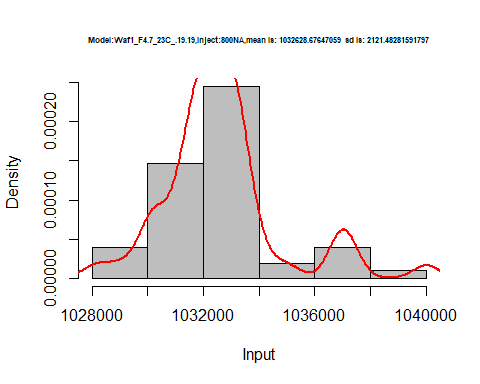 Model:Waf1_F4.7_23C_.19.19,Inject:800NA,mean is: 1032628.67647059 sd is: 2121.48281591797
Density
0.00020
0.00010
0.00000
1028000 1032000 1036000 1040000
Input